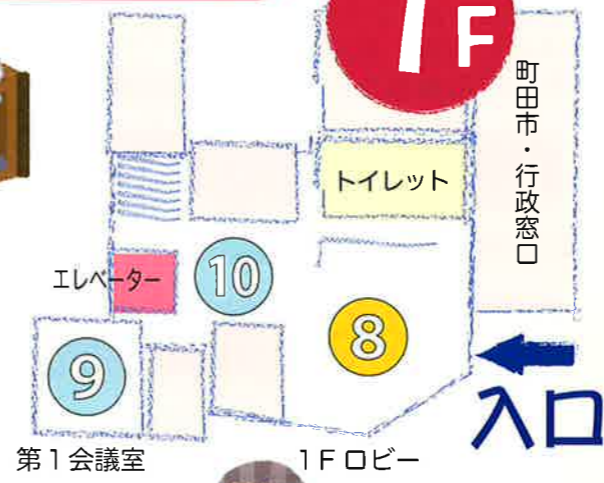 1F
町田市・行政窓口
トイレット
エレベーター
10
8
9
入口
第1会議室
1Fロビー